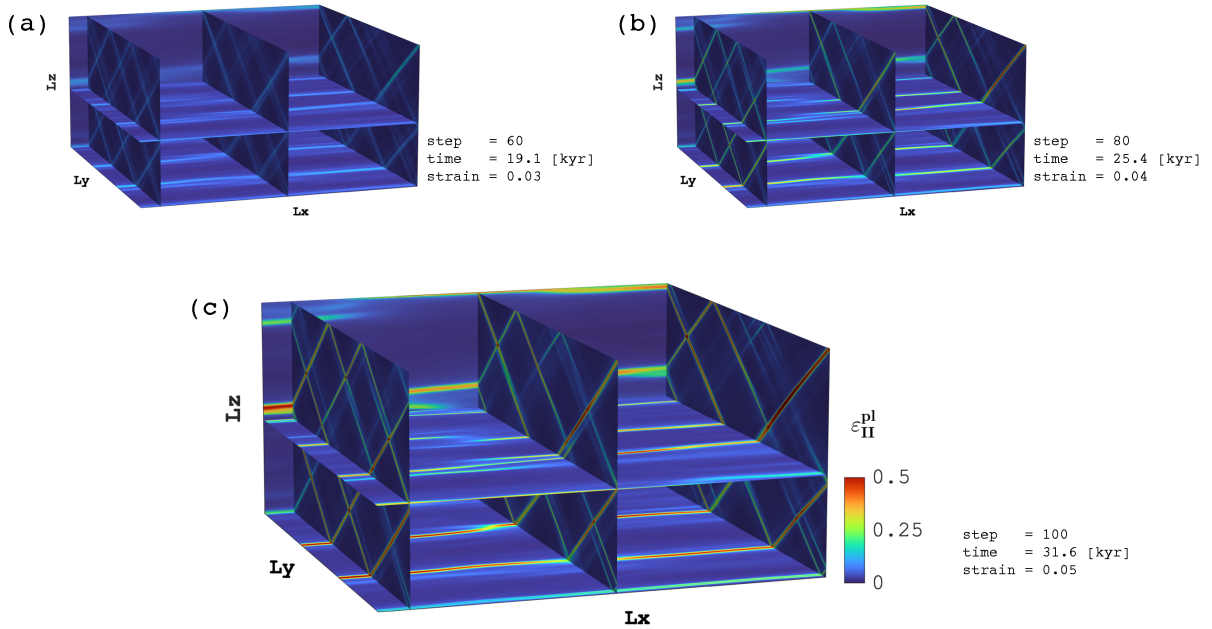 (a)
Lz
Ly
Lx
step = 60
time = 19.1 [kyr]
strain = 0.03
(b)
Lz
Ly
Lx
step = 80
time = 25.4 [kyr]
strain = 0.04
(c)
Lz
Ly
Lx
ε_II^pl
0.5
0.25
0
step = 100
time = 31.6 [kyr]
strain = 0.05